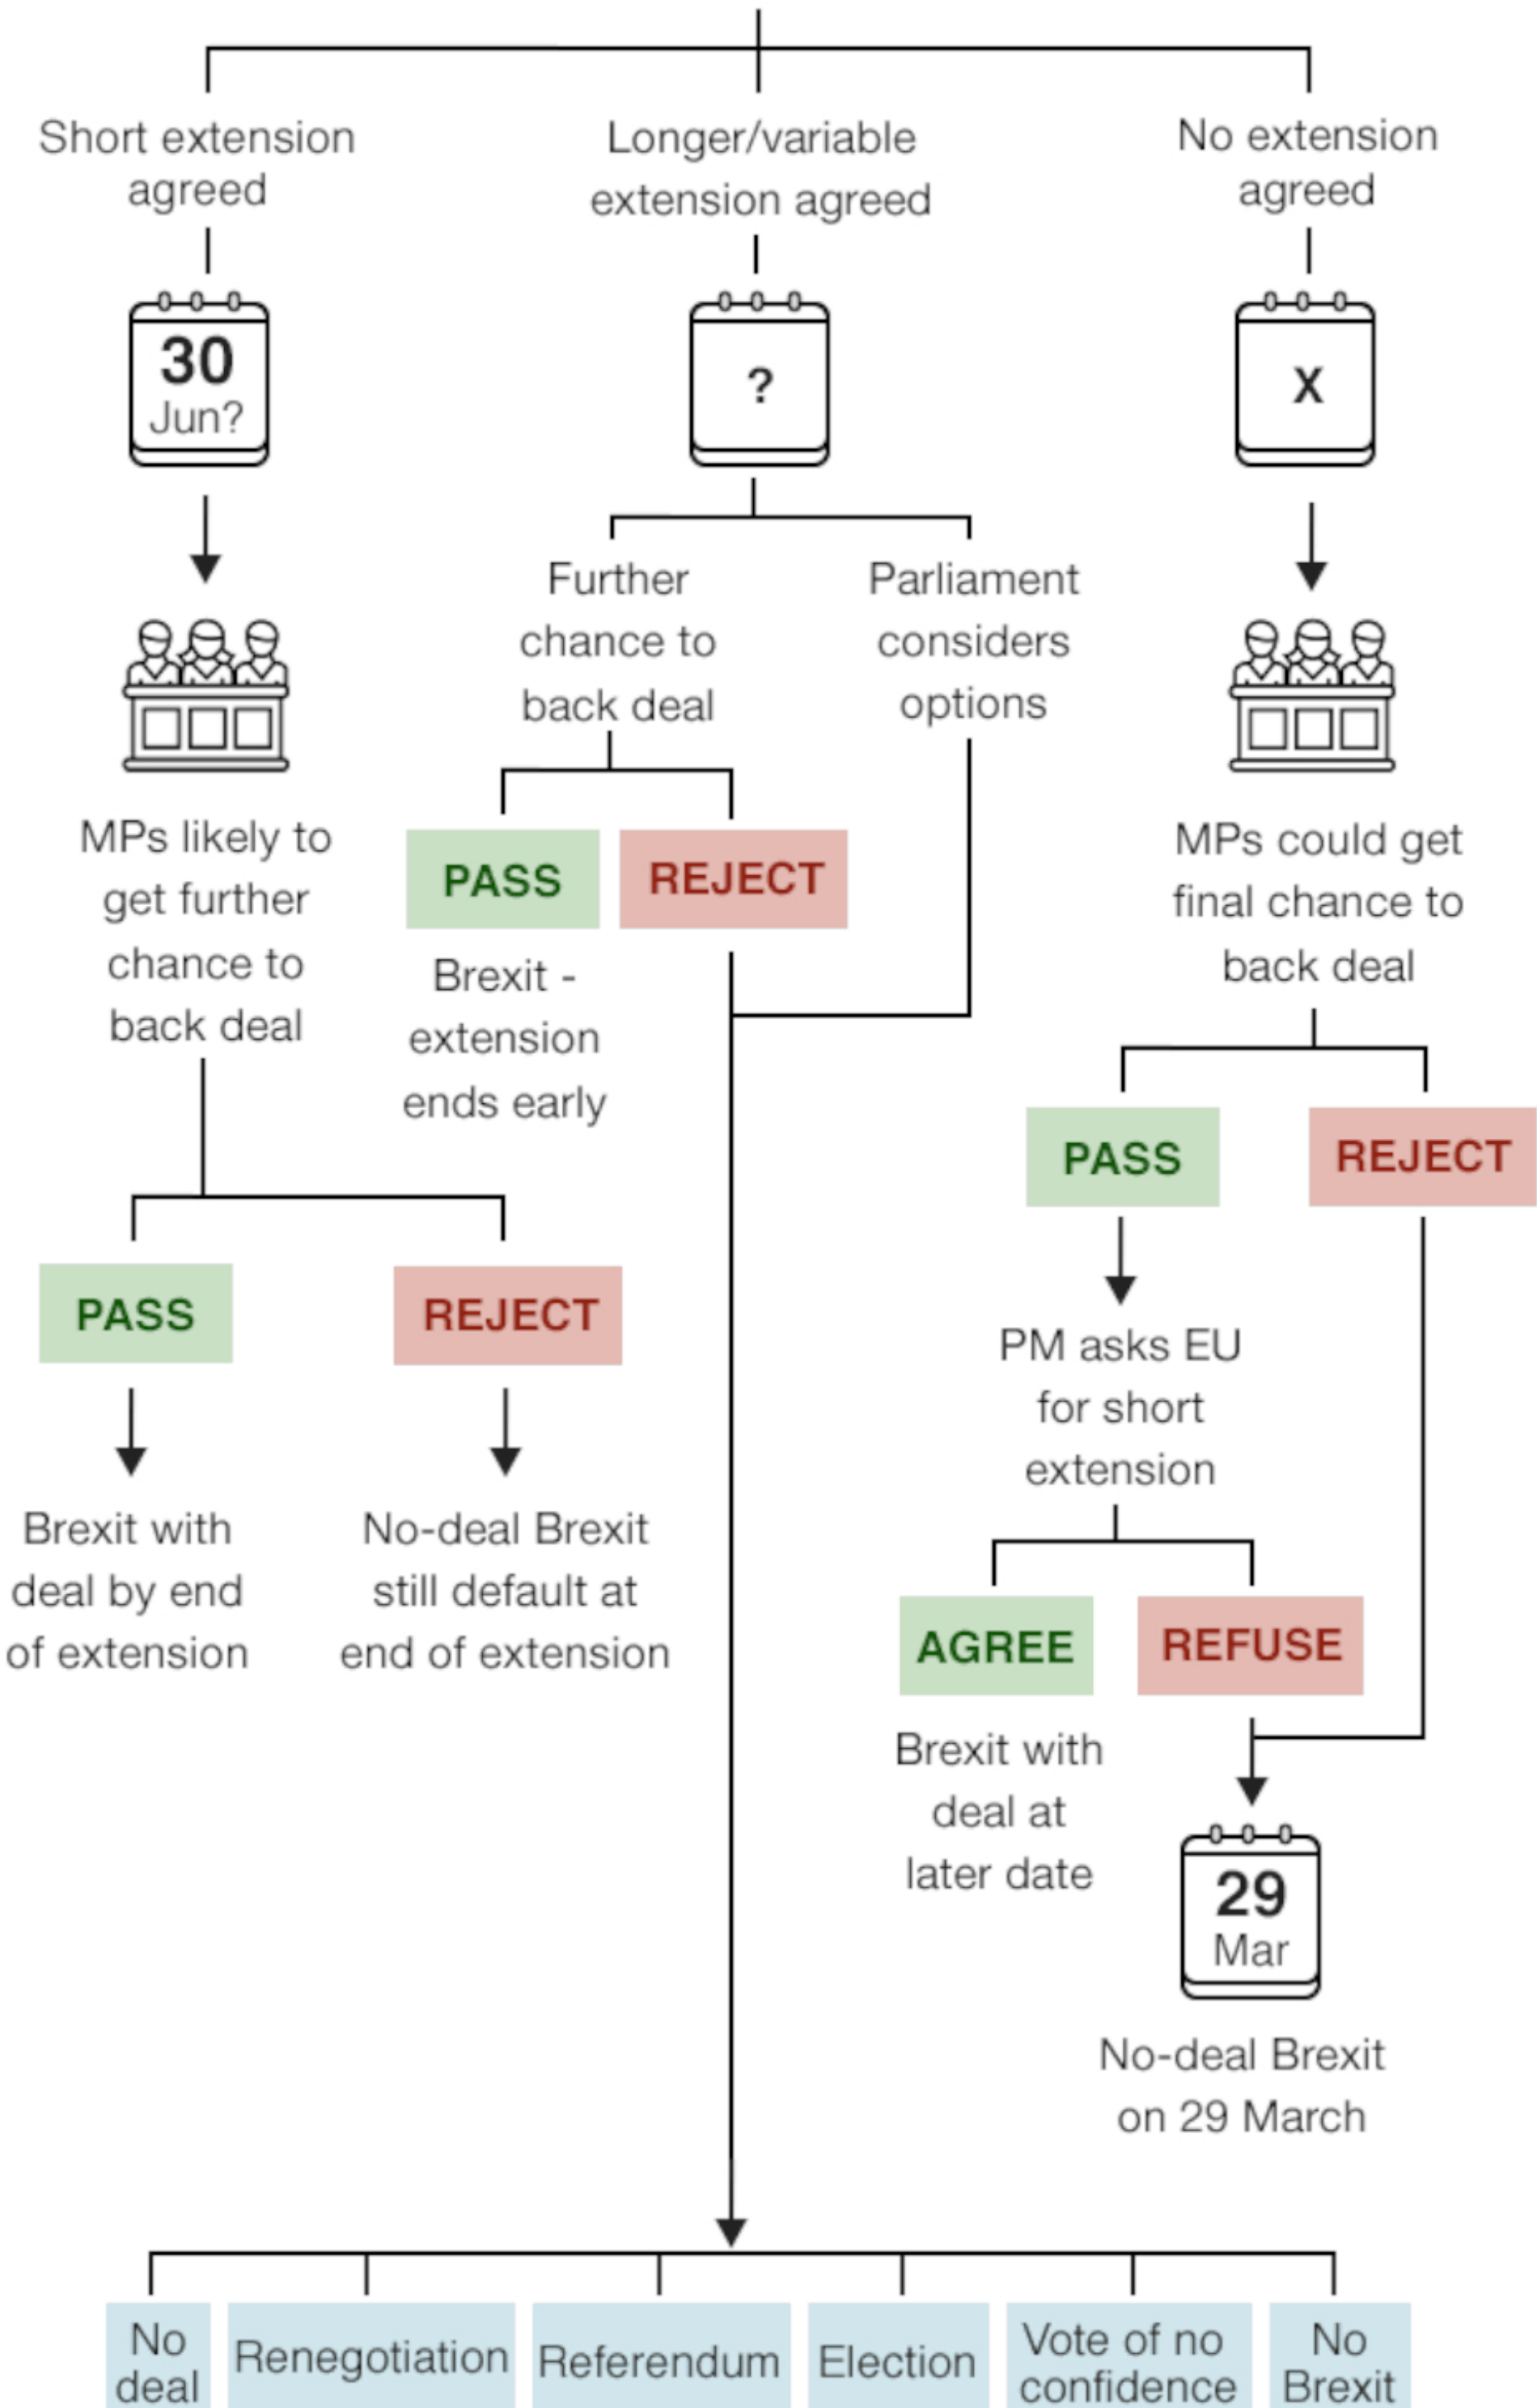 Short extension
agreed
Longer/variable
extension agreed
No extension
agreed
30
Jun?
?
X
MPs likely to
get further
chance to
back deal
PASS
REJECT
Brexit with
deal by end
of extension
No-deal Brexit
still default at
end of extension
Further
chance to
back deal
Parliament
considers
options
PASS
REJECT
Brexit -
extension
ends early
MPs could get
final chance to
back deal
PASS
REJECT
PM asks EU
for short
extension
AGREE
REFUSE
Brexit with
deal at
later date
29
Mar
No-deal Brexit
on 29 March
No
deal
Renegotiation
Referendum
Election
Vote of no
confidence
No
Brexit